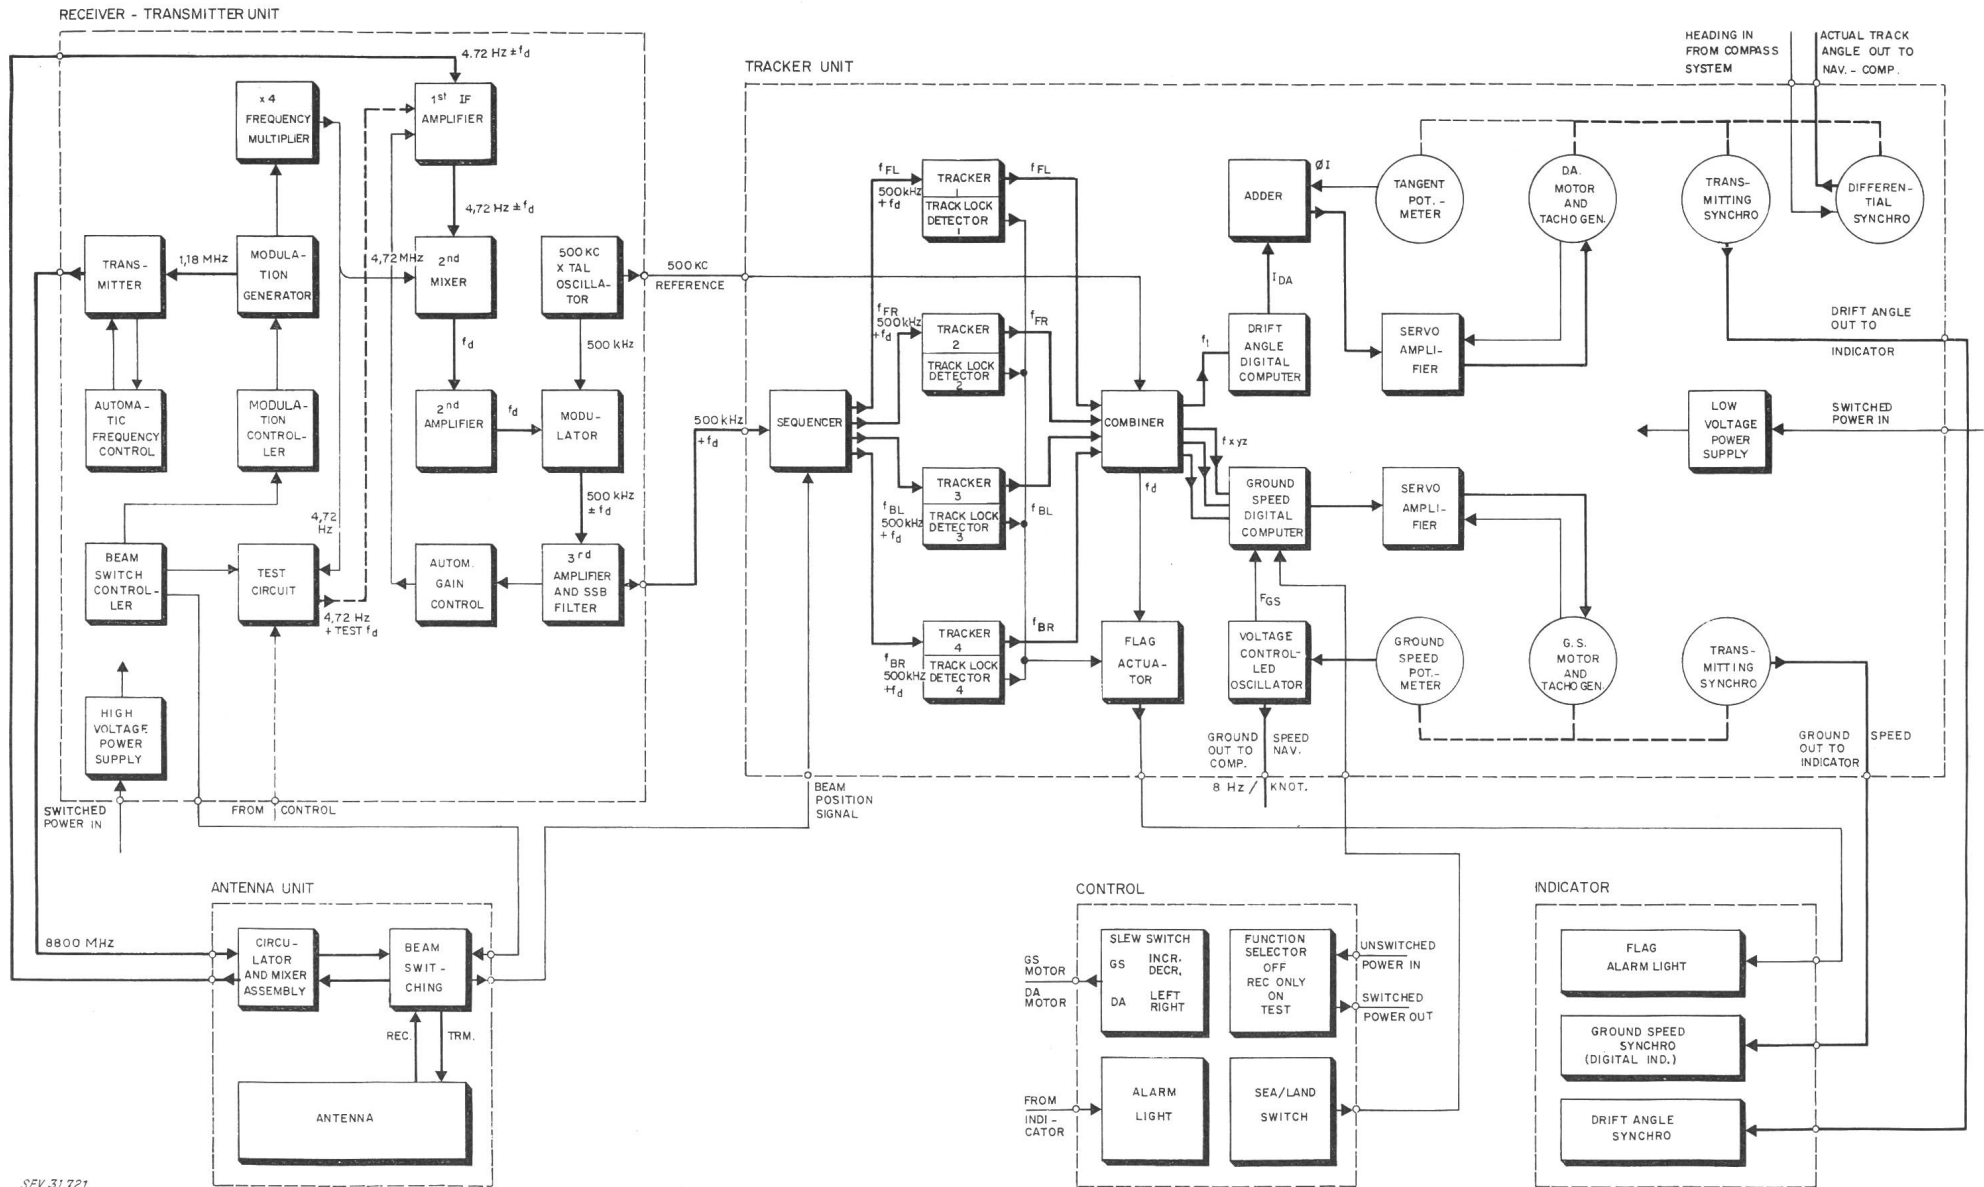 RECEIVER - TRANSMITTER UNIT
4.72 Hz ± fd
x 4
FREQUENCY
MULTIPLIER
1st IF
AMPLIFIER
4,72 Hz ± fd
TRANS-
MITTER
1,18 MHz
MODULA-
TION
GENERATOR
4,72 MHz
2nd
MIXER
500 KC
X TAL
OSCILLA-
TOR
500 KC
REFERENCE
fd
500 kHz
AUTOMA-
TIC
FREQUENCY
CONTROL
MODULA-
TION
CONTROL-
LER
2nd
AMPLIFIER
fd
MODU-
LATOR
500 kHz
+ fd
500 kHz
± fd
4,72
Hz
BEAM
SWITCH
CONTROL-
LER
TEST
CIRCUIT
4,72 Hz
+ TEST fd
AUTOM.
GAIN
CONTROL
3rd
AMPLIFIER
AND SSB
FILTER
HIGH
VOLTAGE
POWER
SUPPLY
SWITCHED
POWER IN
FROM CONTROL
TRACKER UNIT
HEADING IN
FROM COMPASS
SYSTEM
ACTUAL TRACK
ANGLE OUT TO
NAV. - COMP.
SEQUENCER
fFL
500 kHz
+ fd
TRACKER
1
TRACK LOCK
DETECTOR
1
fFL
fFR
500 kHz
+ fd
TRACKER
2
TRACK LOCK
DETECTOR
2
fFR
fBL
500 kHz
+ fd
TRACKER
3
TRACK LOCK
DETECTOR
3
fBL
fBR
500 kHz
+ fd
TRACKER
4
TRACK LOCK
DETECTOR
4
fBR
COMBINER
fd
f1
f xyz
ADDER
ØI
IDA
DRIFT
ANGLE
DIGITAL
COMPUTER
GROUND
SPEED
DIGITAL
COMPUTER
FGS
FLAG
ACTUA-
TOR
VOLTAGE
CONTROL-
LED
OSCILLATOR
TANGENT
POT.-
METER
D.A.
MOTOR
AND
TACHO GEN.
TRANS-
MITTING
SYNCHRO
DIFFEREN-
TIAL
SYNCHRO
SERVO
AMPLI-
FIER
DRIFT ANGLE
OUT TO
INDICATOR
LOW
VOLTAGE
POWER
SUPPLY
SWITCHED
POWER IN
SERVO
AMPLI-
FIER
GROUND
SPEED
POT.-
METER
G.S.
MOTOR
AND
TACHO GEN.
TRANS-
MITTING
SYNCHRO
GROUND SPEED
OUT TO NAV.
COMP.
8 Hz / KNOT.
GROUND SPEED
OUT TO
INDICATOR
BEAM
POSITION
SIGNAL
ANTENNA UNIT
8800 MHz
CIRCU-
LATOR
AND MIXER
ASSEMBLY
BEAM
SWIT-
CHING
REC.
TRM.
ANTENNA
CONTROL
SLEW SWITCH
GS INCR.
DECR.
DA LEFT
RIGHT
GS
MOTOR
DA
MOTOR
FUNCTION
SELECTOR
OFF
REC ONLY
ON
TEST
UNSWITCHED
POWER IN
SWITCHED
POWER OUT
FROM
INDI-
CATOR
ALARM
LIGHT
SEA/LAND
SWITCH
INDICATOR
FLAG
ALARM LIGHT
GROUND SPEED
SYNCHRO
(DIGITAL IND.)
DRIFT ANGLE
SYNCHRO
SEV 31721